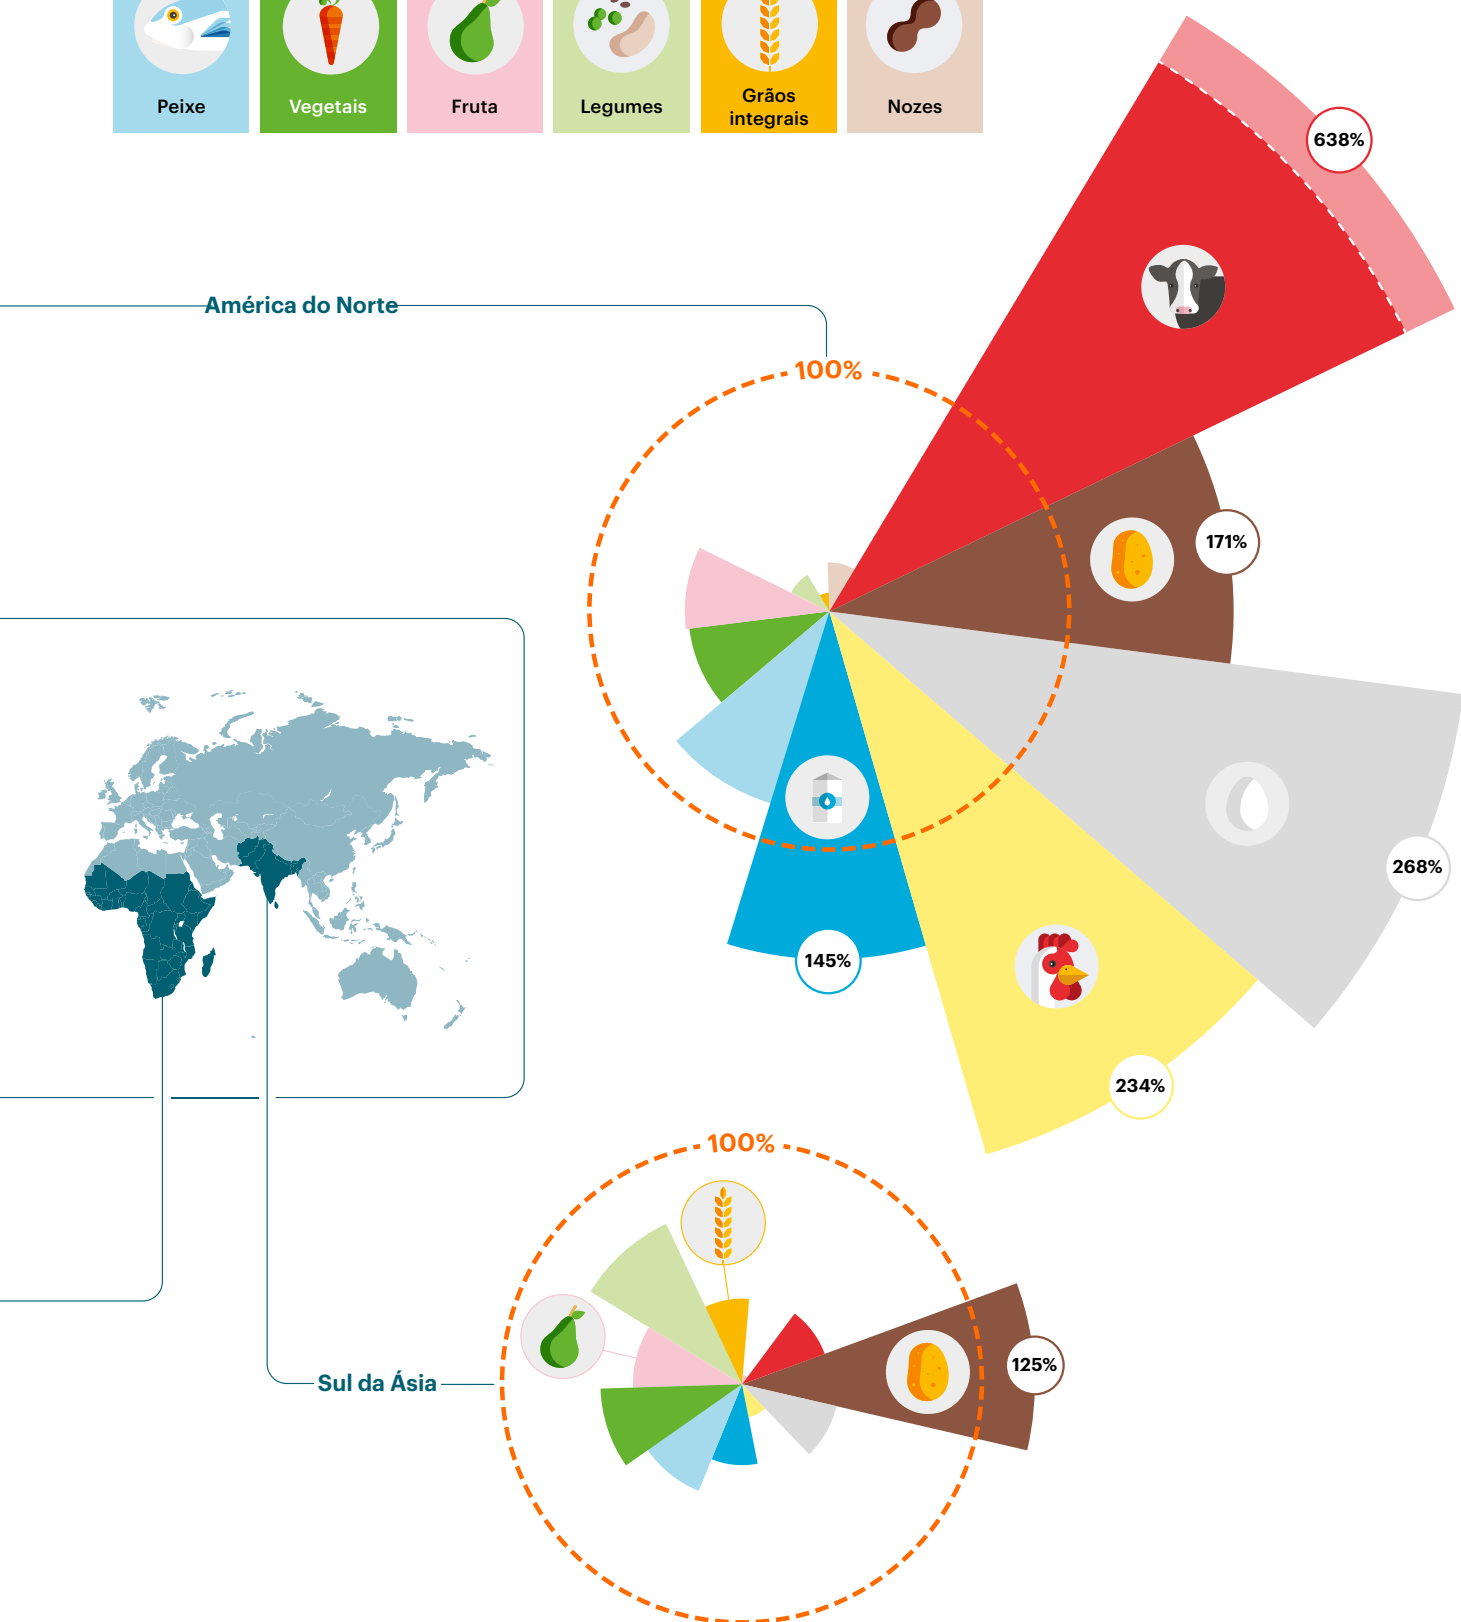 Peixe
Vegetais
Fruta
Legumes
Grãos
integrais
Nozes
638%
América do Norte
100%
171%
268%
145%
234%
100%
125%
Sul da Ásia